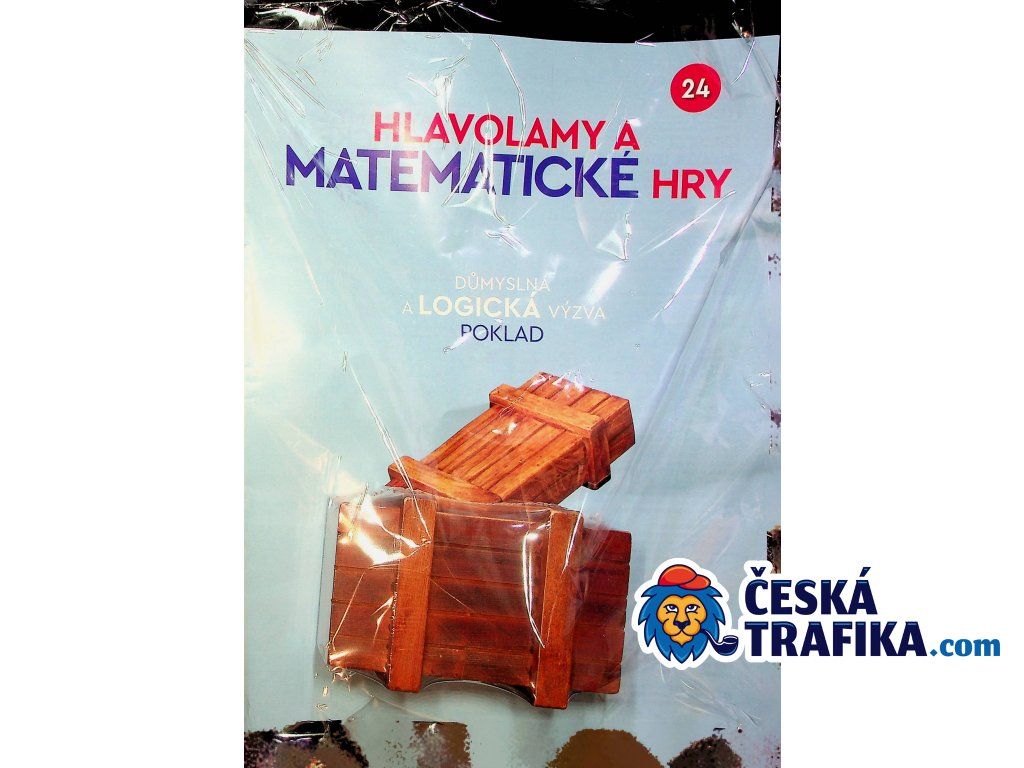 24
HLAVOLAMY A
MATEMATICKÉ HRY
DŮMYSLNÁ
A LOGICKÁ VÝZVA
POKLAD
ČESKÁ
TRAFIKA.com